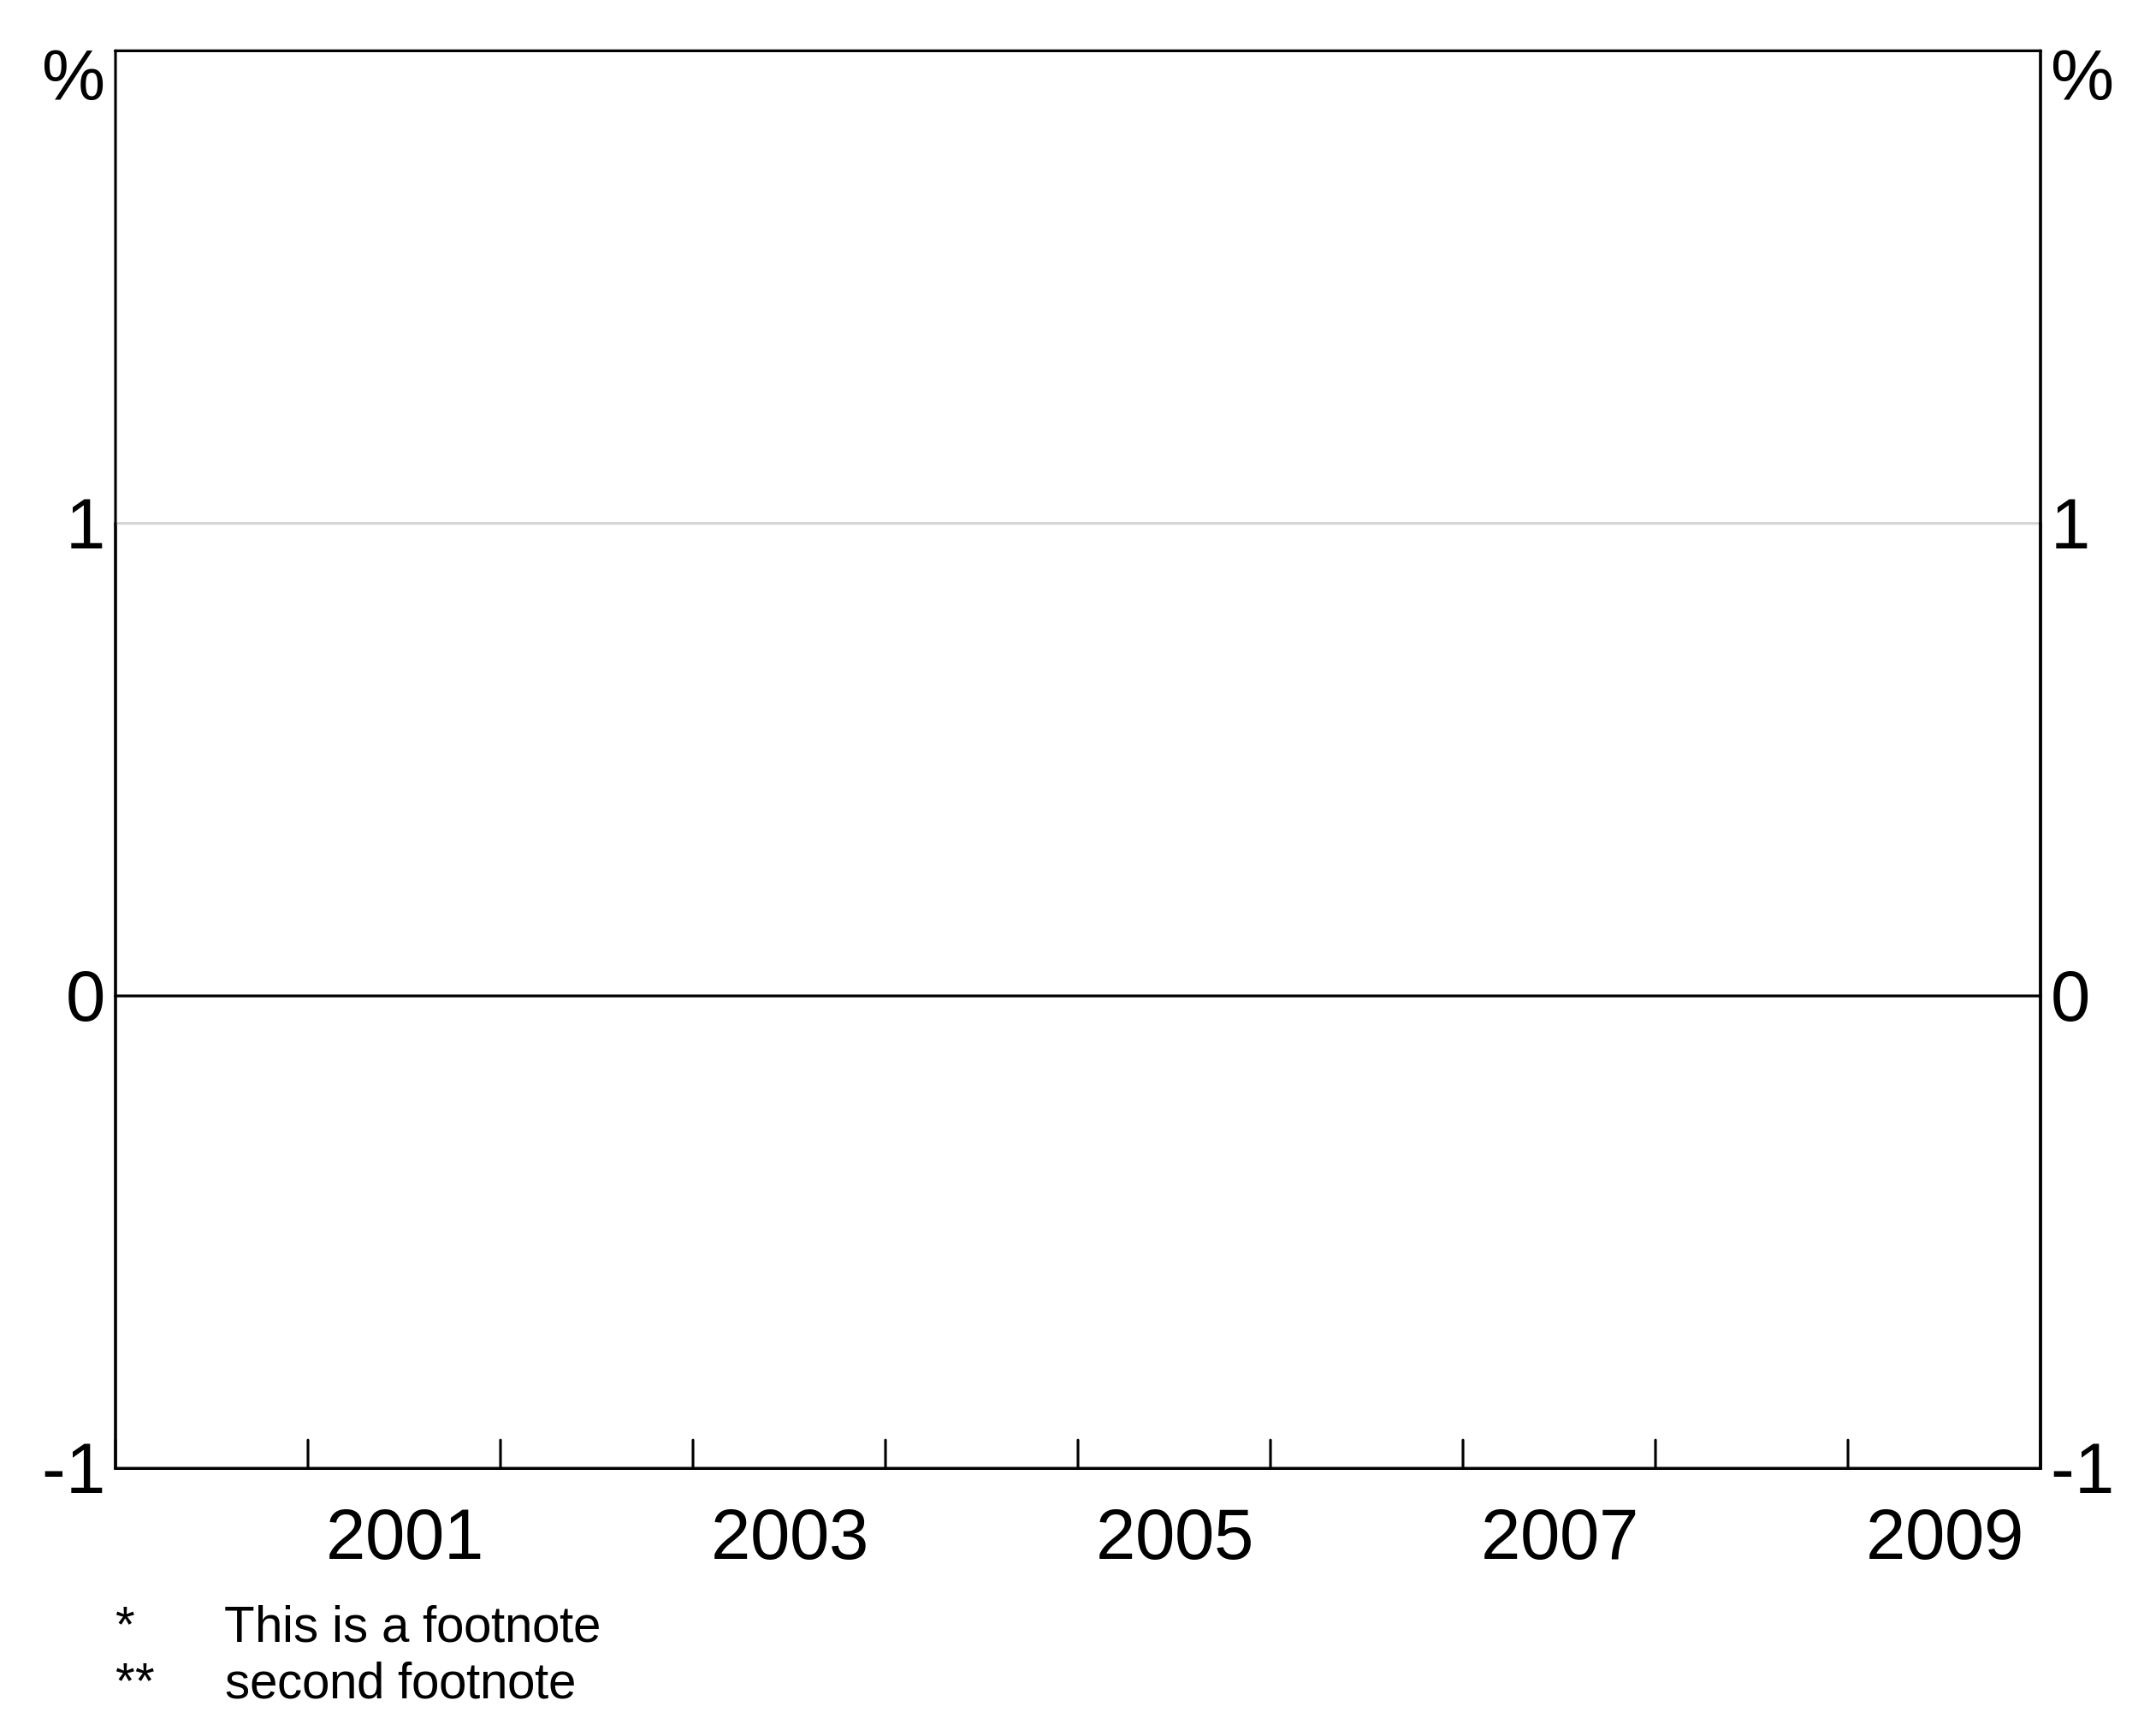 % %
1 1
0 0
-1 -1
2001 2003 2005 2007 2009
* This is a footnote
** second footnote